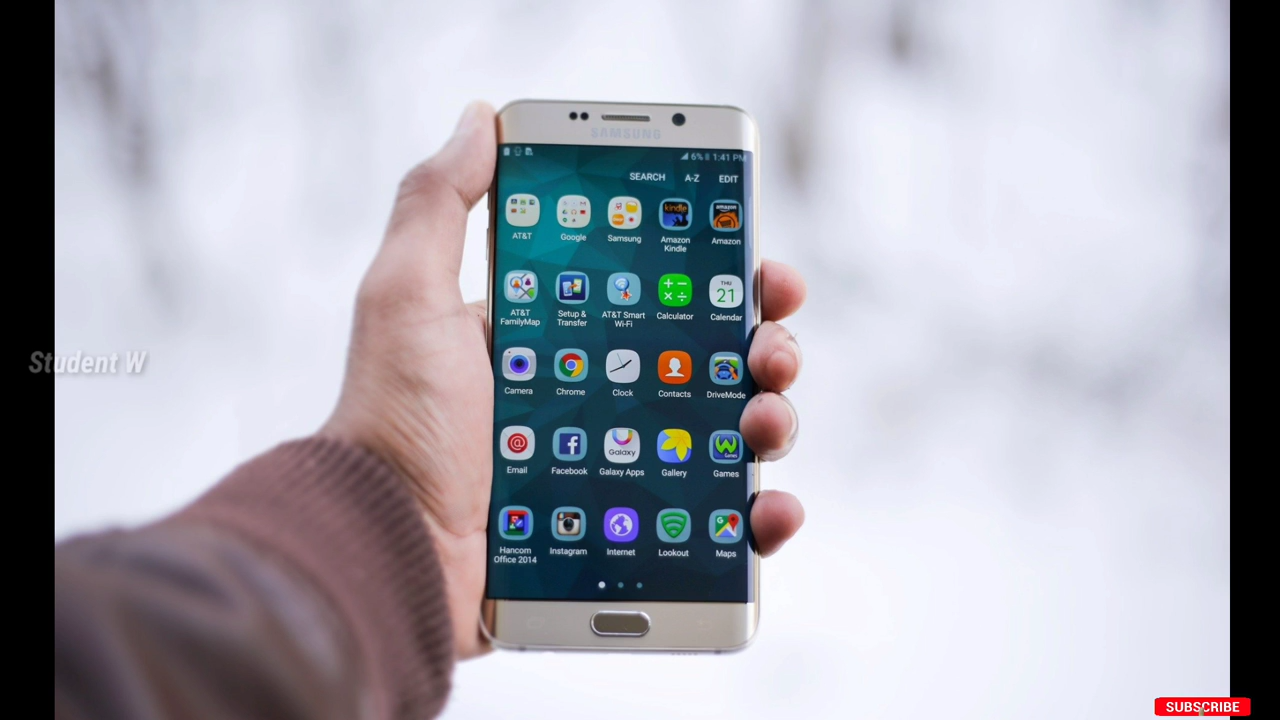 SAMSUNG
6% 1:41 PM
SEARCH A-Z EDIT
AT&T Google Samsung Amazon Kindle Amazon
AT&T FamilyMap Setup & Transfer AT&T Smart Wi-Fi Calculator THU 21 Calendar
Camera Chrome Clock Contacts DriveMode
Email Facebook Galaxy Galaxy Apps Gallery Games
Hancom Office 2014 Instagram Internet Lookout Maps
Student W
SUBSCRIBE